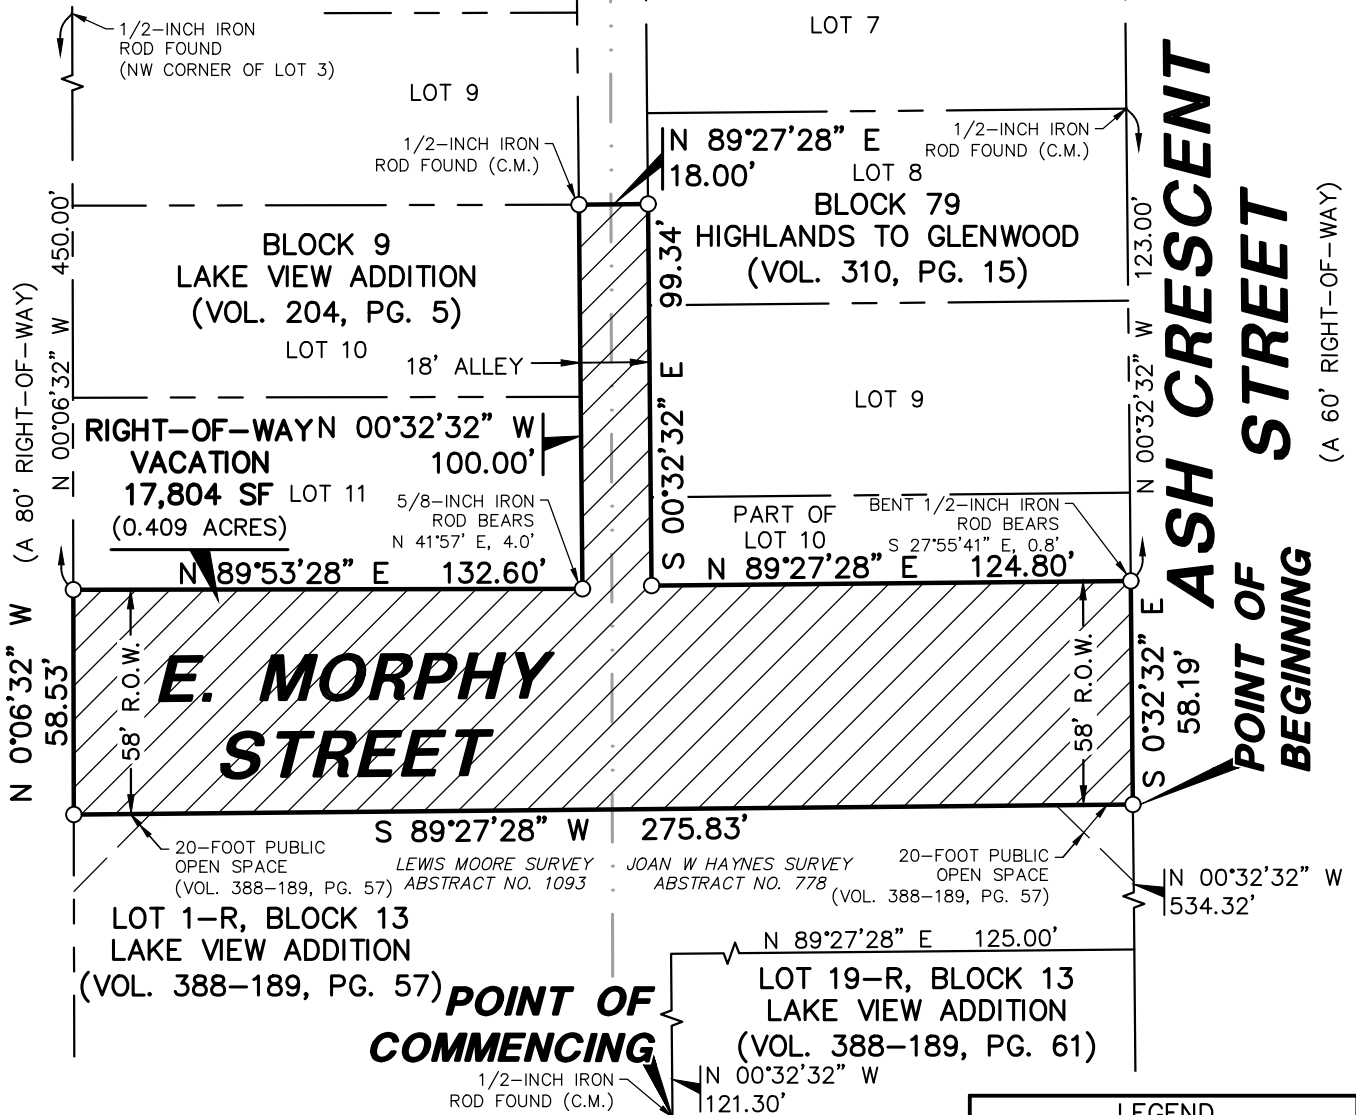 1/2-INCH IRON
ROD FOUND
(NW CORNER OF LOT 3)
LOT 7
LOT 9
1/2-INCH IRON
ROD FOUND (C.M.)
N 89°27'28" E
18.00'
1/2-INCH IRON
ROD FOUND (C.M.)
LOT 8
BLOCK 79
HIGHLANDS TO GLENWOOD
(VOL. 310, PG. 15)
BLOCK 9
LAKE VIEW ADDITION
(VOL. 204, PG. 5)
LOT 10
18' ALLEY
N 00°06'32" W 450.00'
(A 80' RIGHT-OF-WAY)
S 00°32'32" E 99.34'
N 00°32'32" W 123.00'
ASH CRESCENT
STREET
(A 60' RIGHT-OF-WAY)
LOT 9
RIGHT-OF-WAY
VACATION
17,804 SF
(0.409 ACRES)
N 00°32'32" W
100.00'
LOT 11
5/8-INCH IRON
ROD BEARS
N 41°57' E, 4.0'
PART OF
LOT 10
BENT 1/2-INCH IRON
ROD BEARS
S 27°55'41" E, 0.8'
N 89°53'28" E 132.60'
N 89°27'28" E 124.80'
N 0°06'32" W
58.53'
58' R.O.W.
E. MORPHY
STREET
58' R.O.W.
S 0°32'32" E
58.19'
POINT OF
BEGINNING
S 89°27'28" W 275.83'
20-FOOT PUBLIC
OPEN SPACE
(VOL. 388-189, PG. 57)
LEWIS MOORE SURVEY
ABSTRACT NO. 1093
JOAN W HAYNES SURVEY
ABSTRACT NO. 778
20-FOOT PUBLIC
OPEN SPACE
(VOL. 388-189, PG. 57)
N 00°32'32" W
534.32'
LOT 1-R, BLOCK 13
LAKE VIEW ADDITION
(VOL. 388-189, PG. 57)
N 89°27'28" E 125.00'
LOT 19-R, BLOCK 13
LAKE VIEW ADDITION
(VOL. 388-189, PG. 61)
POINT OF
COMMENCING
1/2-INCH IRON
ROD FOUND (C.M.)
N 00°32'32" W
121.30'
LEGEND